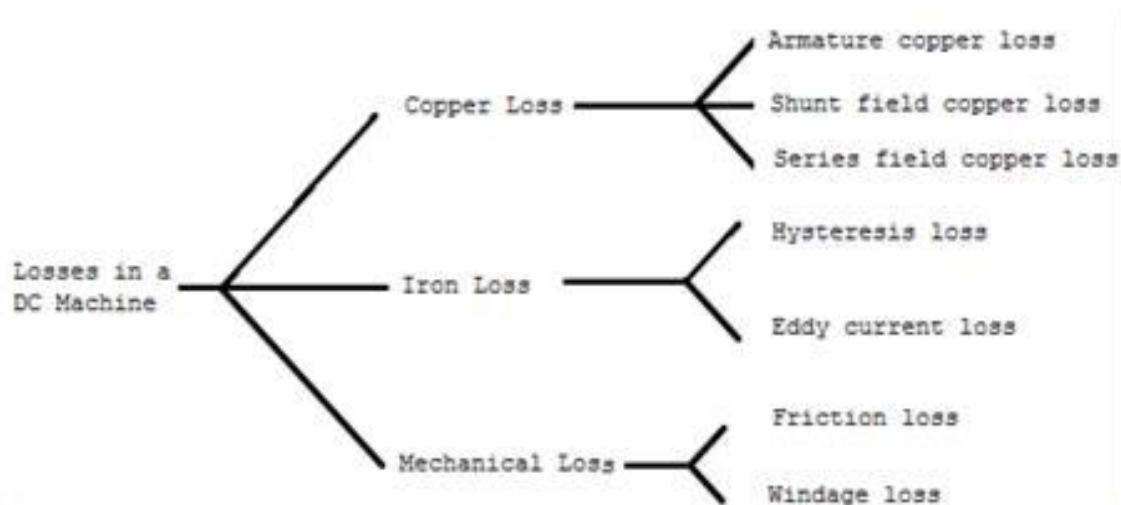 Armature copper loss
Copper Loss
Shunt field copper loss
Series field copper loss
Hysteresis loss
Losses in a
DC Machine
Iron Loss
Eddy current loss
Friction loss
Mechanical Loss
Windage loss